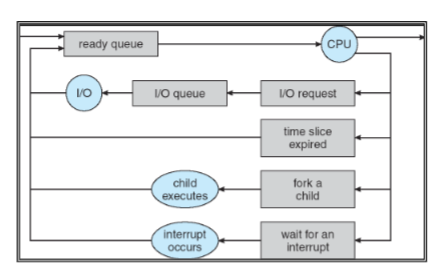 ready queue
CPU
I/O
I/O queue
I/O request
time slice
expired
child
executes
fork a
child
interrupt
occurs
wait for an
interrupt